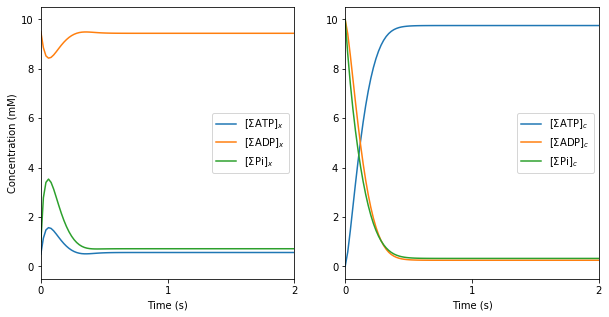 Concentration (mM)
10
8
6
4
2
0
[ΣATP]ₓ
[ΣADP]ₓ
[ΣPi]ₓ
0
1
2
Time (s)
10
8
6
4
2
0
[ΣATP]c
[ΣADP]c
[ΣPi]c
0
1
2
Time (s)